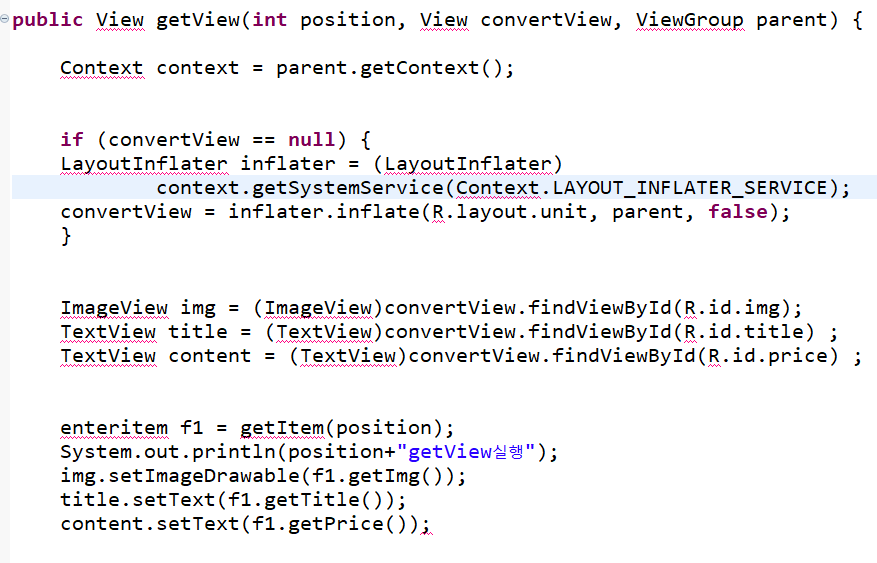 public View getView(int position, View convertView, ViewGroup parent) {
Context context = parent.getContext();
if (convertView == null) {
LayoutInflater inflater = (LayoutInflater)
context.getSystemService(Context.LAYOUT_INFLATER_SERVICE);
convertView = inflater.inflate(R.layout.unit, parent, false);
}
ImageView img = (ImageView)convertView.findViewById(R.id.img);
TextView title = (TextView)convertView.findViewById(R.id.title) ;
TextView content = (TextView)convertView.findViewById(R.id.price) ;
enteritem f1 = getItem(position);
System.out.println(position+"getView실행");
img.setImageDrawable(f1.getImg());
title.setText(f1.getTitle());
content.setText(f1.getPrice());